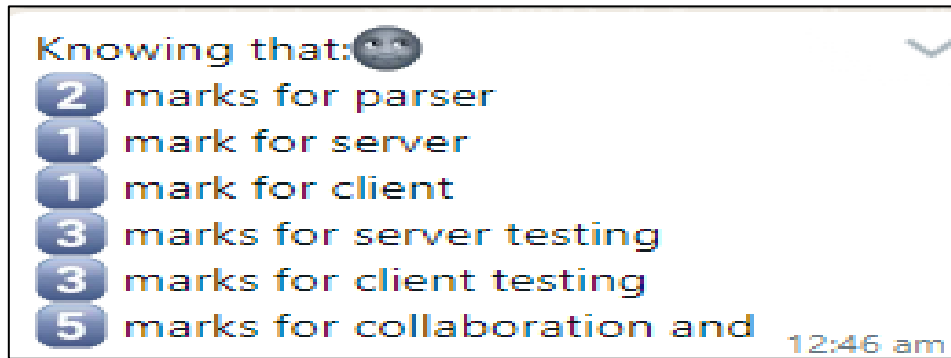 Knowing that:🌚
2️⃣ marks for parser
1️⃣ mark for server
1️⃣ mark for client
3️⃣ marks for server testing
3️⃣ marks for client testing
5️⃣ marks for collaboration and
12:46 am